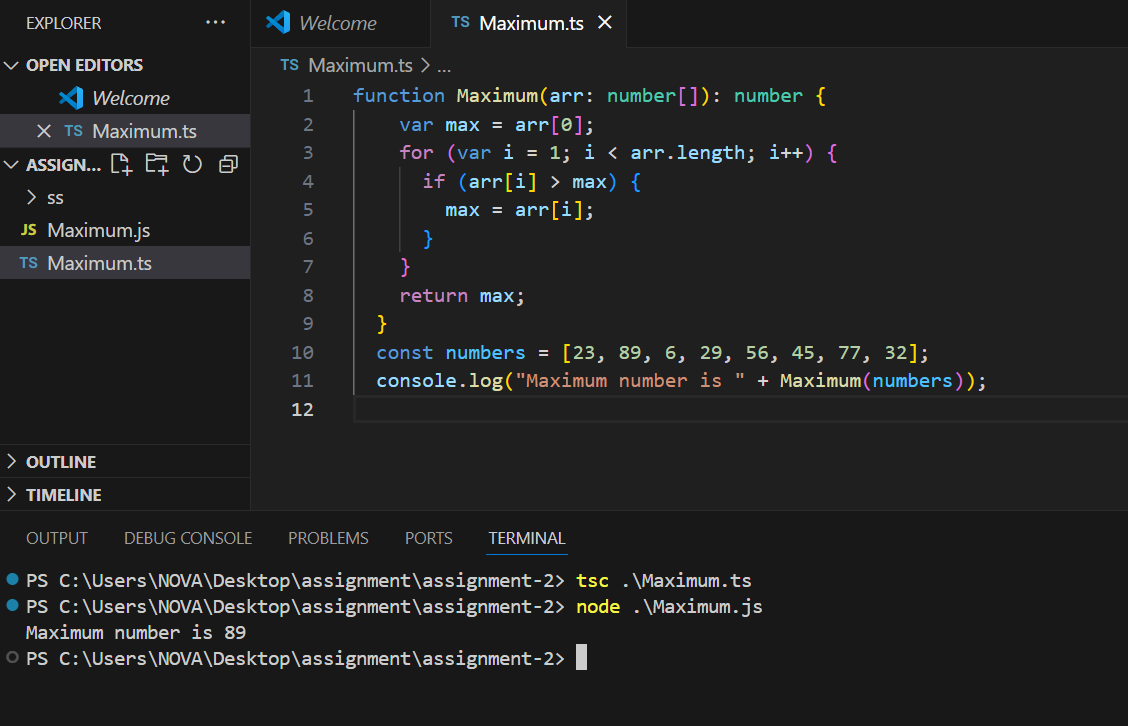 EXPLORER ...
Welcome
TS Maximum.ts
OPEN EDITORS
Welcome
TS Maximum.ts
ASSIGN...
ss
JS Maximum.js
TS Maximum.ts
OUTLINE
TIMELINE
TS Maximum.ts > ...
1 function Maximum(arr: number[]): number {
2 var max = arr[0];
3 for (var i = 1; i < arr.length; i++) {
4 if (arr[i] > max) {
5 max = arr[i];
6 }
7 }
8 return max;
9 }
10 const numbers = [23, 89, 6, 29, 56, 45, 77, 32];
11 console.log("Maximum number is " + Maximum(numbers));
12
OUTPUT DEBUG CONSOLE PROBLEMS PORTS TERMINAL
PS C:\Users\NOVA\Desktop\assignment\assignment-2> tsc .\Maximum.ts
PS C:\Users\NOVA\Desktop\assignment\assignment-2> node .\Maximum.js
Maximum number is 89
PS C:\Users\NOVA\Desktop\assignment\assignment-2>